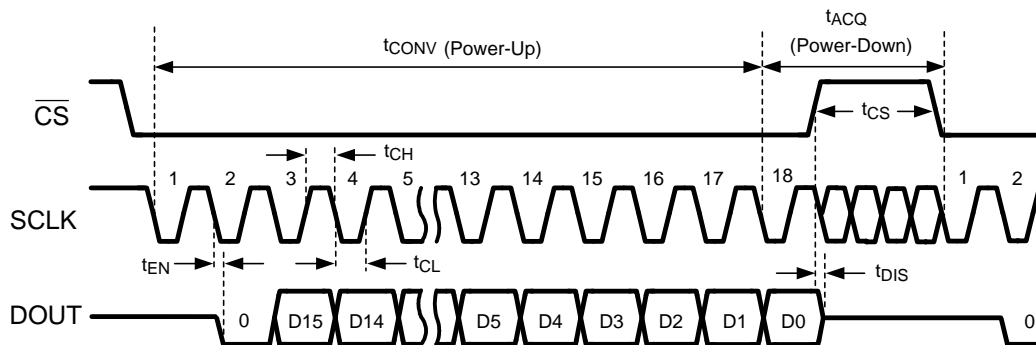 tCONV (Power-Up)
tACQ
(Power-Down)
CS
tCS
tCH
1 2 3 4 5 13 14 15 16 17 18 1 2
SCLK
tEN
tCL
tDIS
DOUT
0 D15 D14 D5 D4 D3 D2 D1 D0 0